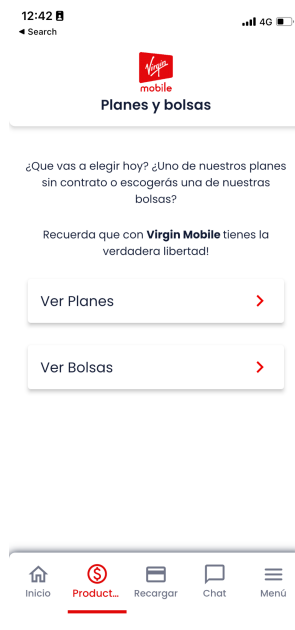 12:42
4G
◀ Search
Virgin
mobile
Planes y bolsas
¿Que vas a elegir hoy? ¿Uno de nuestros planes
sin contrato o escogerás una de nuestras
bolsas?
Recuerda que con Virgin Mobile tienes la
verdadera libertad!
Ver Planes
Ver Bolsas
Inicio
Product...
Recargar
Chat
Menú